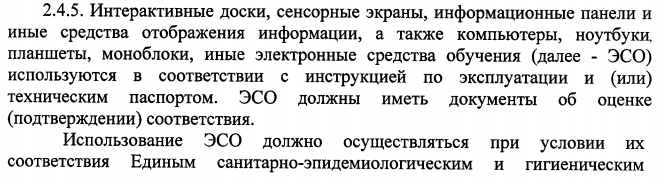 2.4.5. Интерактивные доски, сенсорные экраны, информационные панели и
иные средства отображения информации, а также компьютеры, ноутбуки,
планшеты, моноблоки, иные электронные средства обучения (далее - ЭСО)
используются в соответствии с инструкцией по эксплуатации и (или)
техническим паспортом. ЭСО должны иметь документы об оценке
(подтверждении) соответствия.
Использование ЭСО должно осуществляться при условии их
соответствия Единым санитарно-эпидемиологическим и гигиеническим